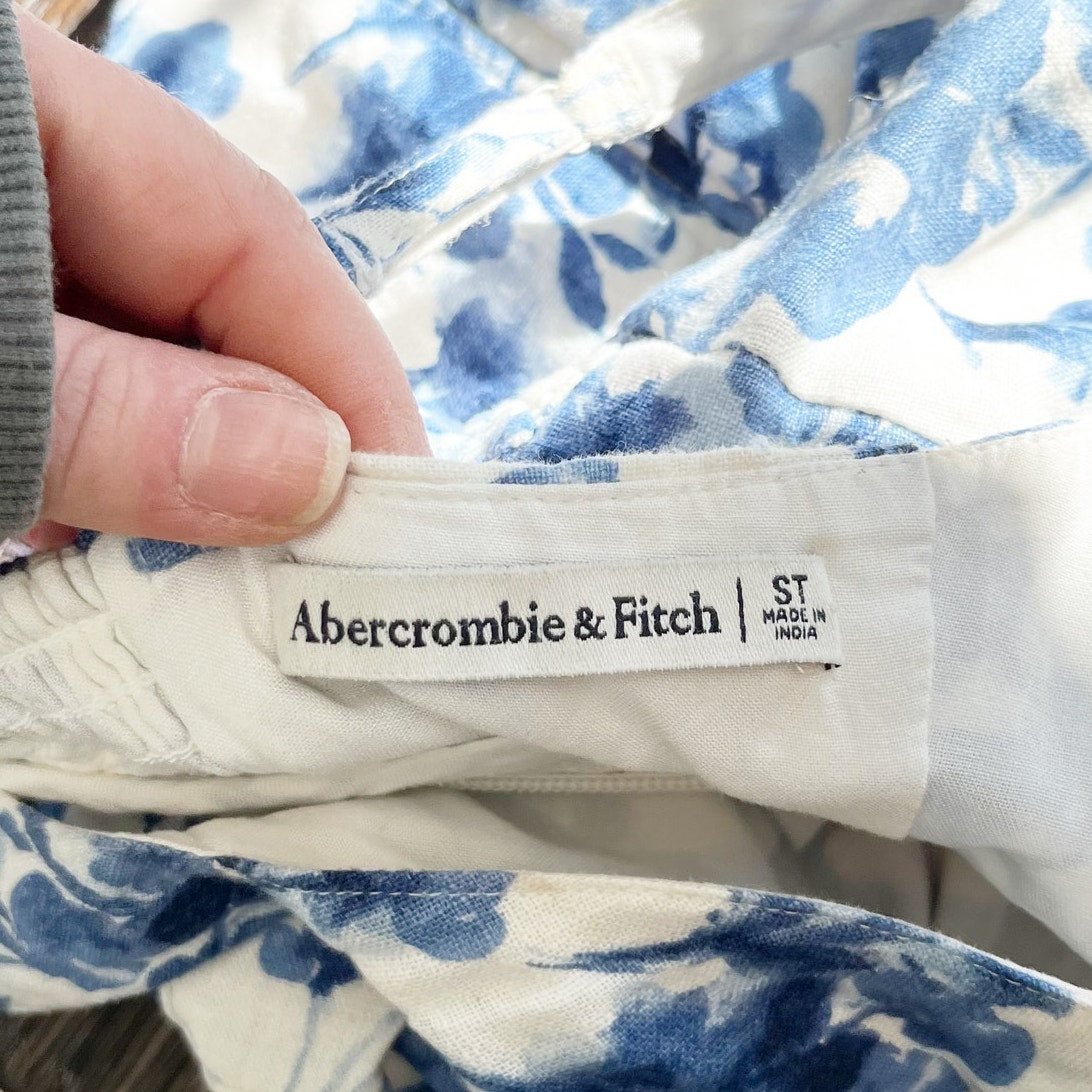 Abercrombie & Fitch | ST
MADE IN
INDIA